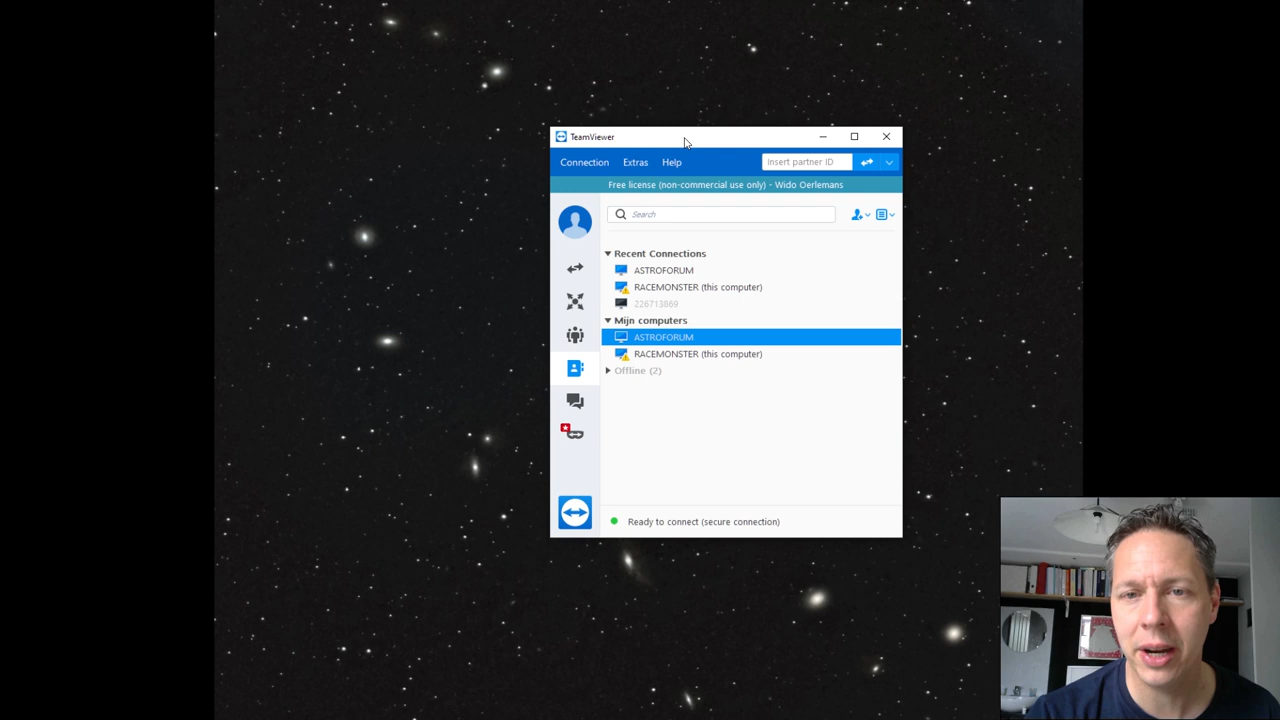 TeamViewer
Connection Extras Help Insert partner ID
Free license (non-commercial use only) - Wido Oerlemans
Search
Recent Connections
ASTROFORUM
RACEMONSTER (this computer)
226713869
Mijn computers
ASTROFORUM
RACEMONSTER (this computer)
Offline (2)
Ready to connect (secure connection)